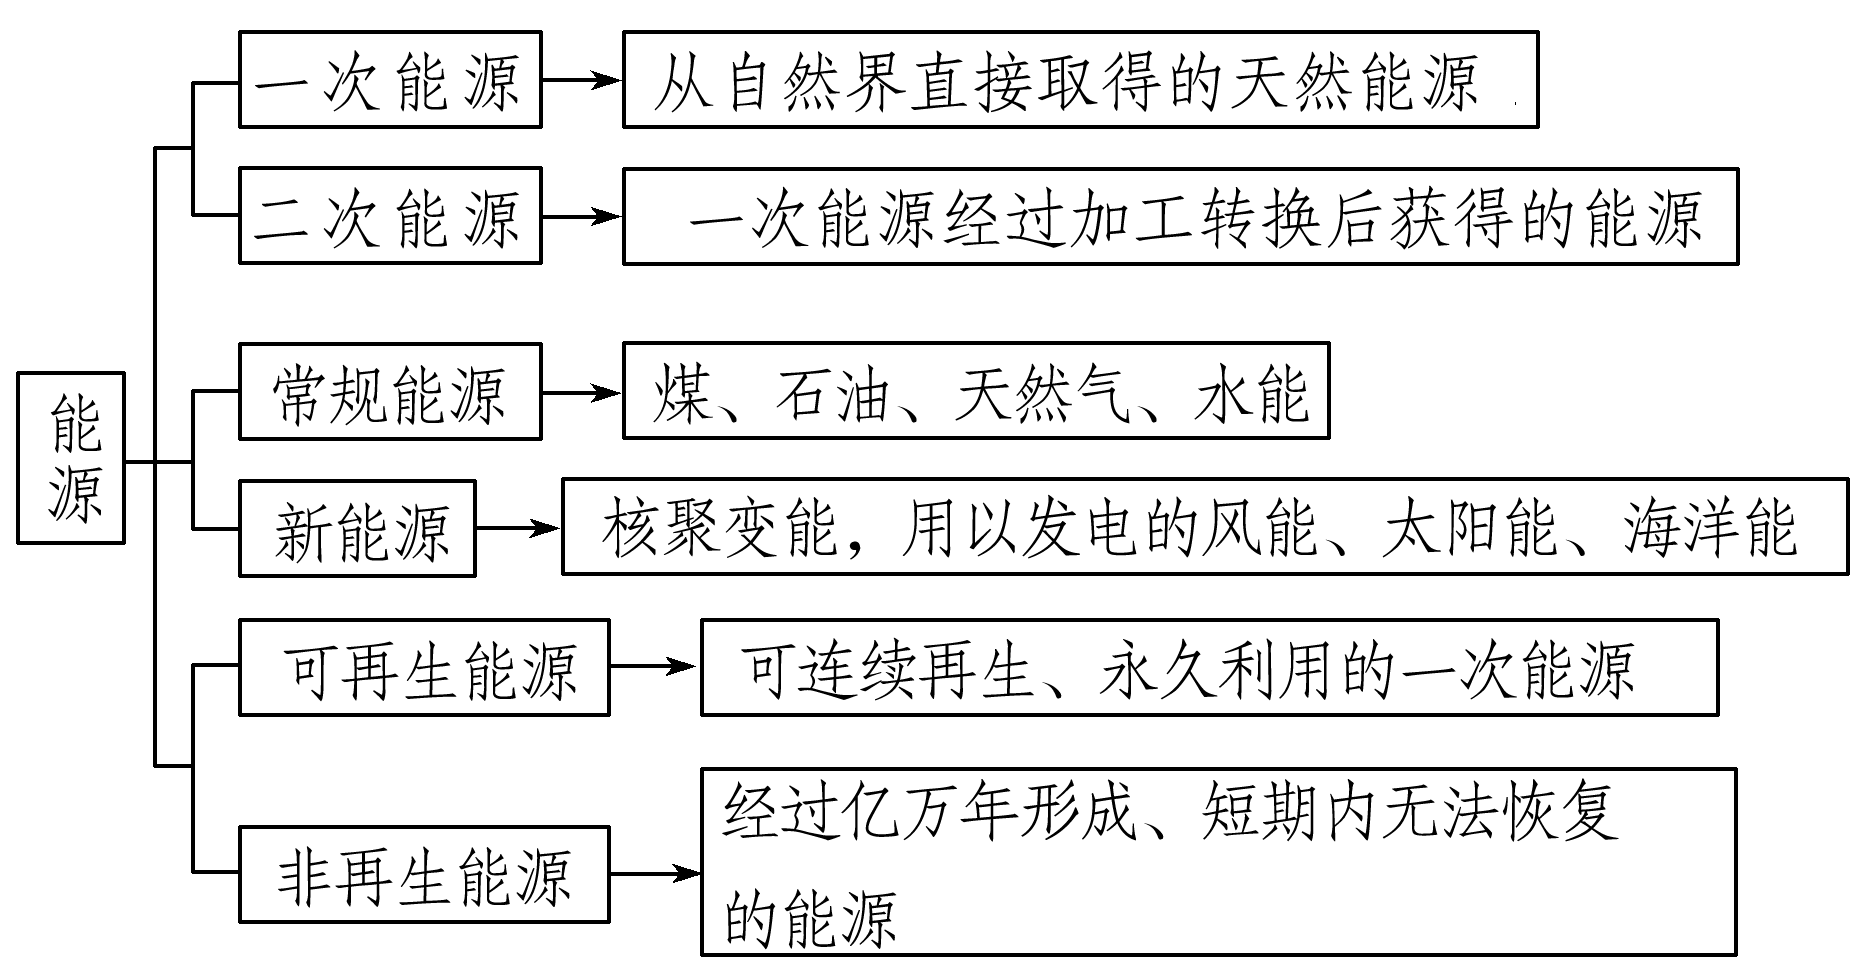 能源
一次能源
从自然界直接取得的天然能源
二次能源
一次能源经过加工转换后获得的能源
常规能源
煤、石油、天然气、水能
新能源
核聚变能，用以发电的风能、太阳能、海洋能
可再生能源
可连续再生、永久利用的一次能源
非再生能源
经过亿万年形成、短期内无法恢复
的能源